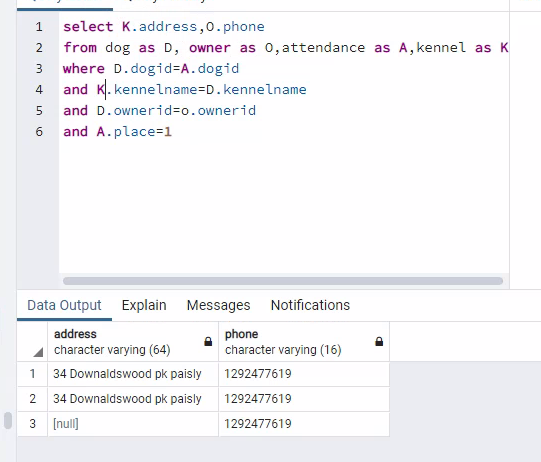 1 select K.address,O.phone
2 from dog as D, owner as O,attendance as A,kennel as K
3 where D.dogid=A.dogid
4 and K.kennelname=D.kennelname
5 and D.ownerid=o.ownerid
6 and A.place=1
Data Output Explain Messages Notifications
address phone
character varying (64) character varying (16)
1 34 Downaldswood pk paisly 1292477619
2 34 Downaldswood pk paisly 1292477619
3 [null] 1292477619